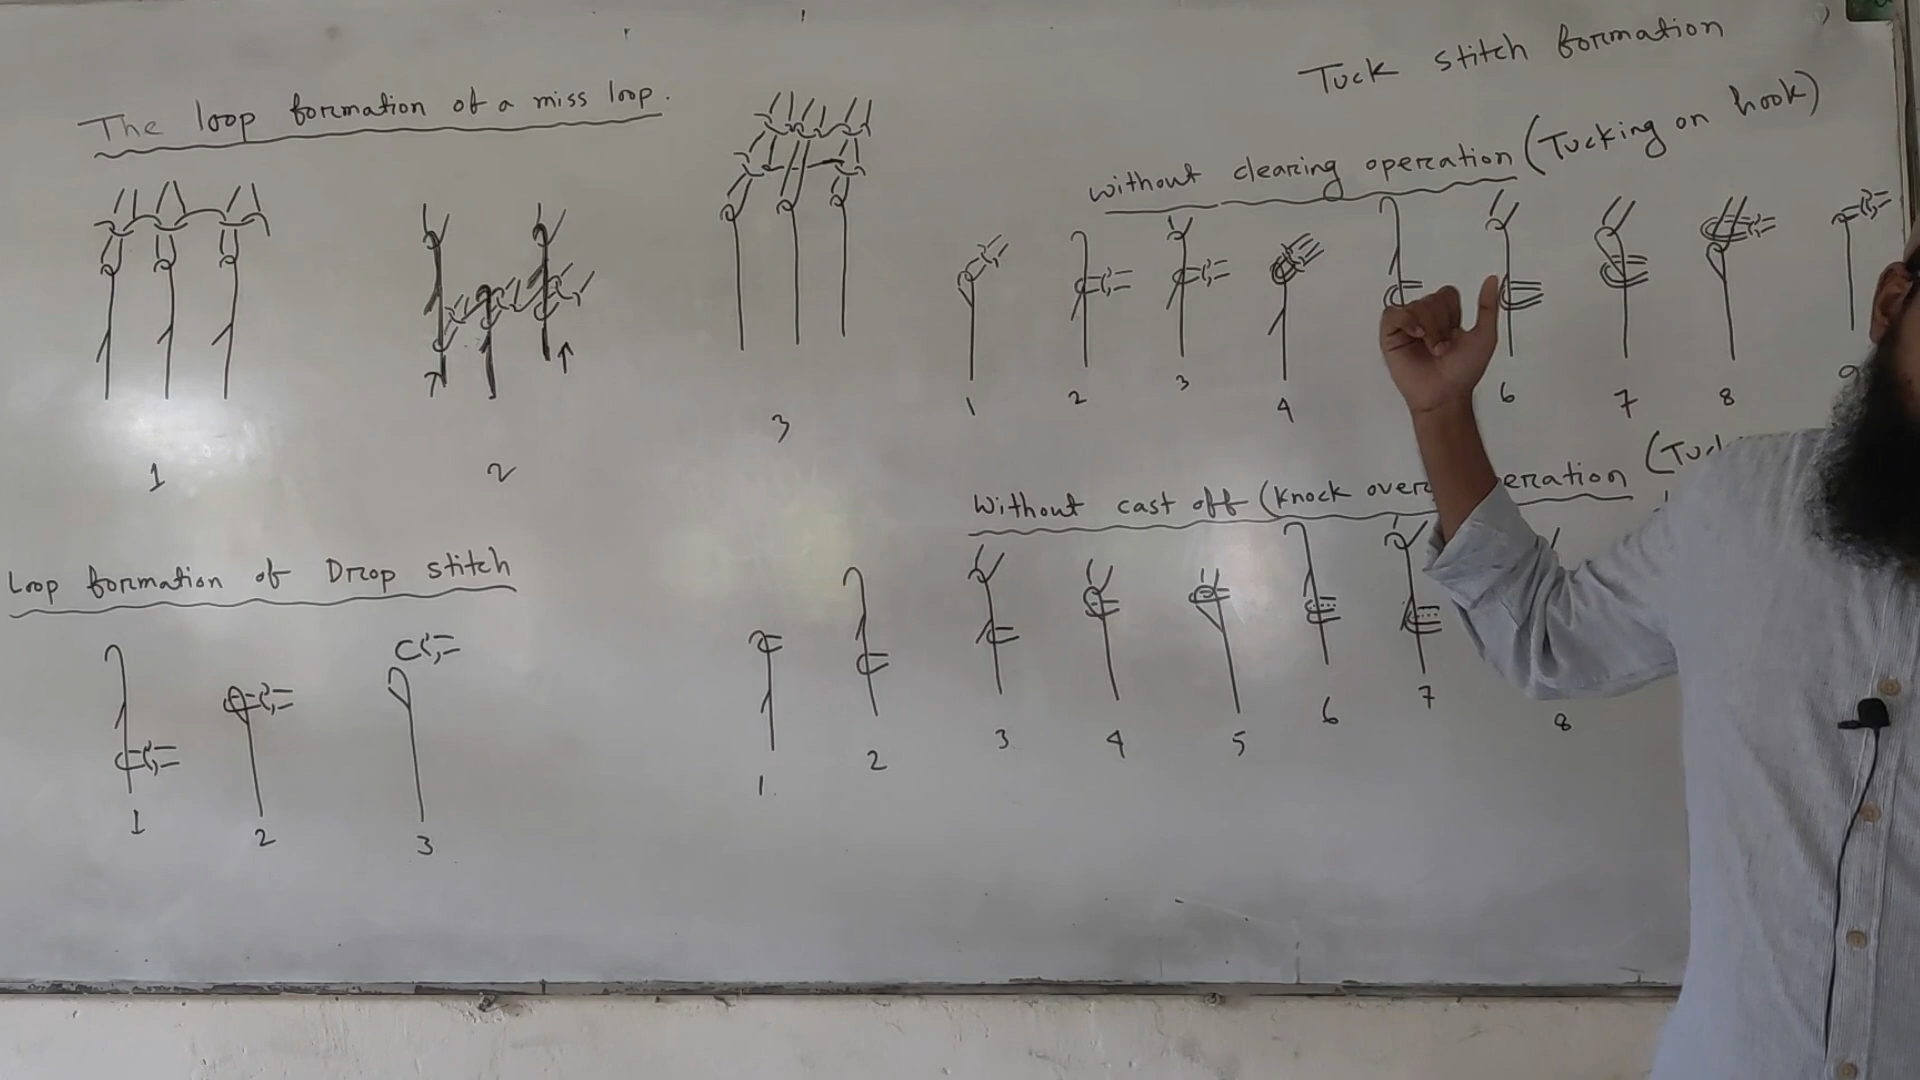 The loop formation of a miss loop.
1
2
3
Tuck stitch formation
without clearing operation (Tucking on hook)
1 2 3 4 6 7 8 9
Loop formation of Drop stitch
1 2 3
Without cast off (Knock over
1 2 3 4 5 6 7 8